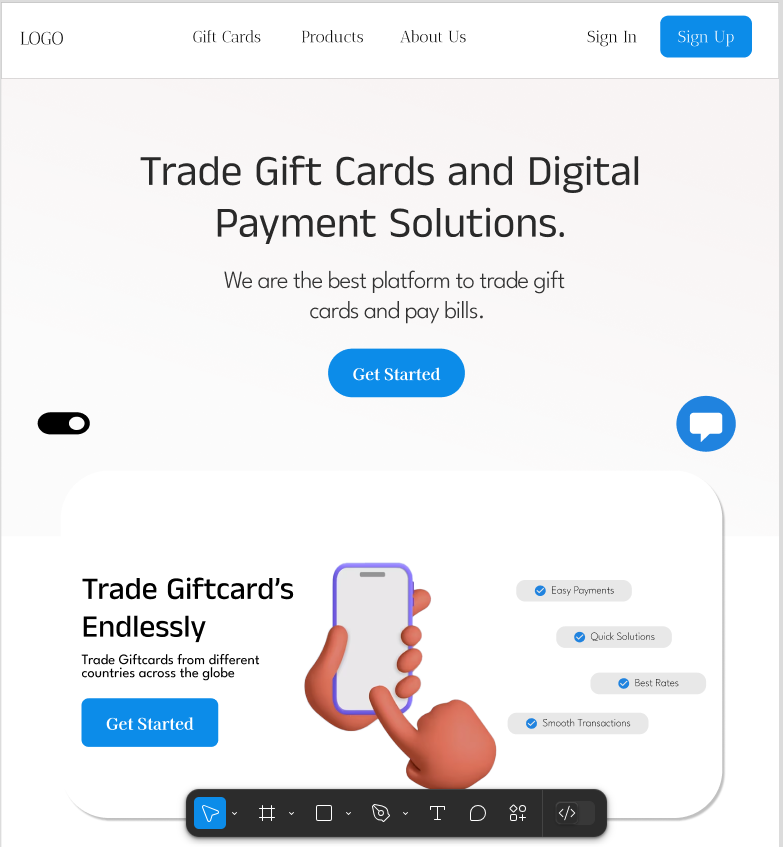 LOGO
Gift Cards
Products
About Us
Sign In
Sign Up
Trade Gift Cards and Digital
Payment Solutions.
We are the best platform to trade gift
cards and pay bills.
Get Started
Trade Giftcard's
Endlessly
Trade Giftcards from different
countries across the globe
Get Started
Easy Payments
Quick Solutions
Best Rates
Smooth Transactions